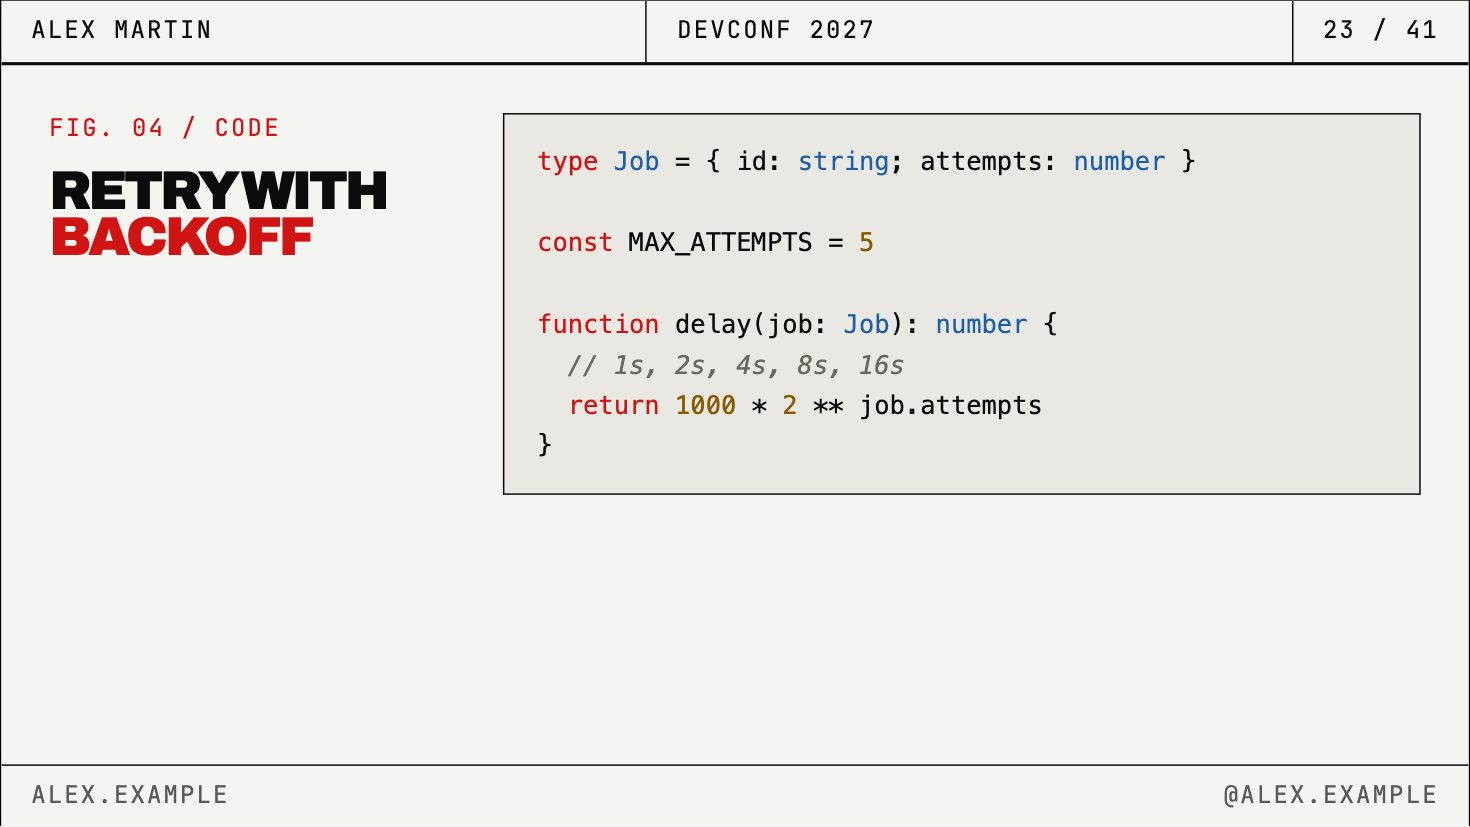 ALEX MARTIN
DEVCONF 2027
23 / 41
FIG. 04 / CODE
RETRY WITH
BACKOFF
type Job = { id: string; attempts: number }
const MAX_ATTEMPTS = 5
function delay(job: Job): number {
// 1s, 2s, 4s, 8s, 16s
return 1000 * 2 ** job.attempts
}
ALEX.EXAMPLE
@ALEX.EXAMPLE